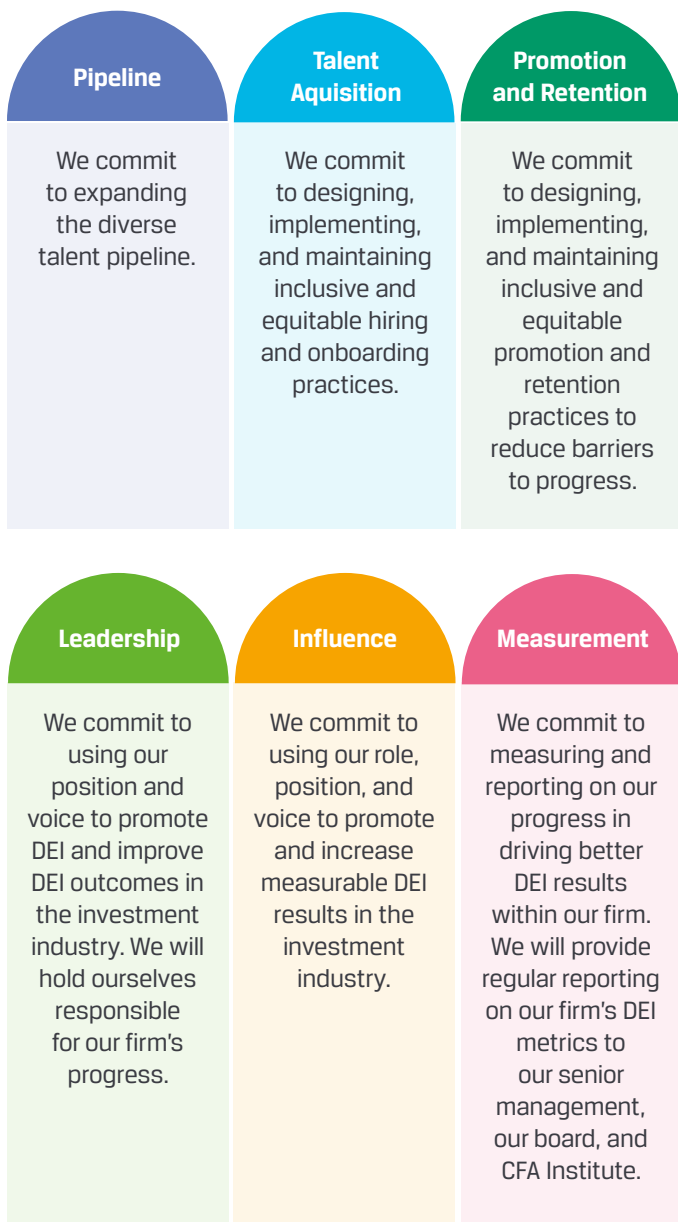 Pipeline
We commit
to expanding
the diverse
talent pipeline.
Talent
Aquisition
We commit
to designing,
implementing,
and maintaining
inclusive and
equitable hiring
and onboarding
practices.
Promotion
and Retention
We commit
to designing,
implementing,
and maintaining
inclusive and
equitable
promotion and
retention
practices to
reduce barriers
to progress.
Leadership
We commit to
using our
position and
voice to promote
DEI and improve
DEI outcomes in
the investment
industry. We will
hold ourselves
responsible
for our firm's
progress.
Influence
We commit to
using our role,
position, and
voice to promote
and increase
measurable DEI
results in the
investment
industry.
Measurement
We commit to
measuring and
reporting on our
progress in
driving better
DEI results
within our firm.
We will provide
regular reporting
on our firm's DEI
metrics to
our senior
management,
our board, and
CFA Institute.